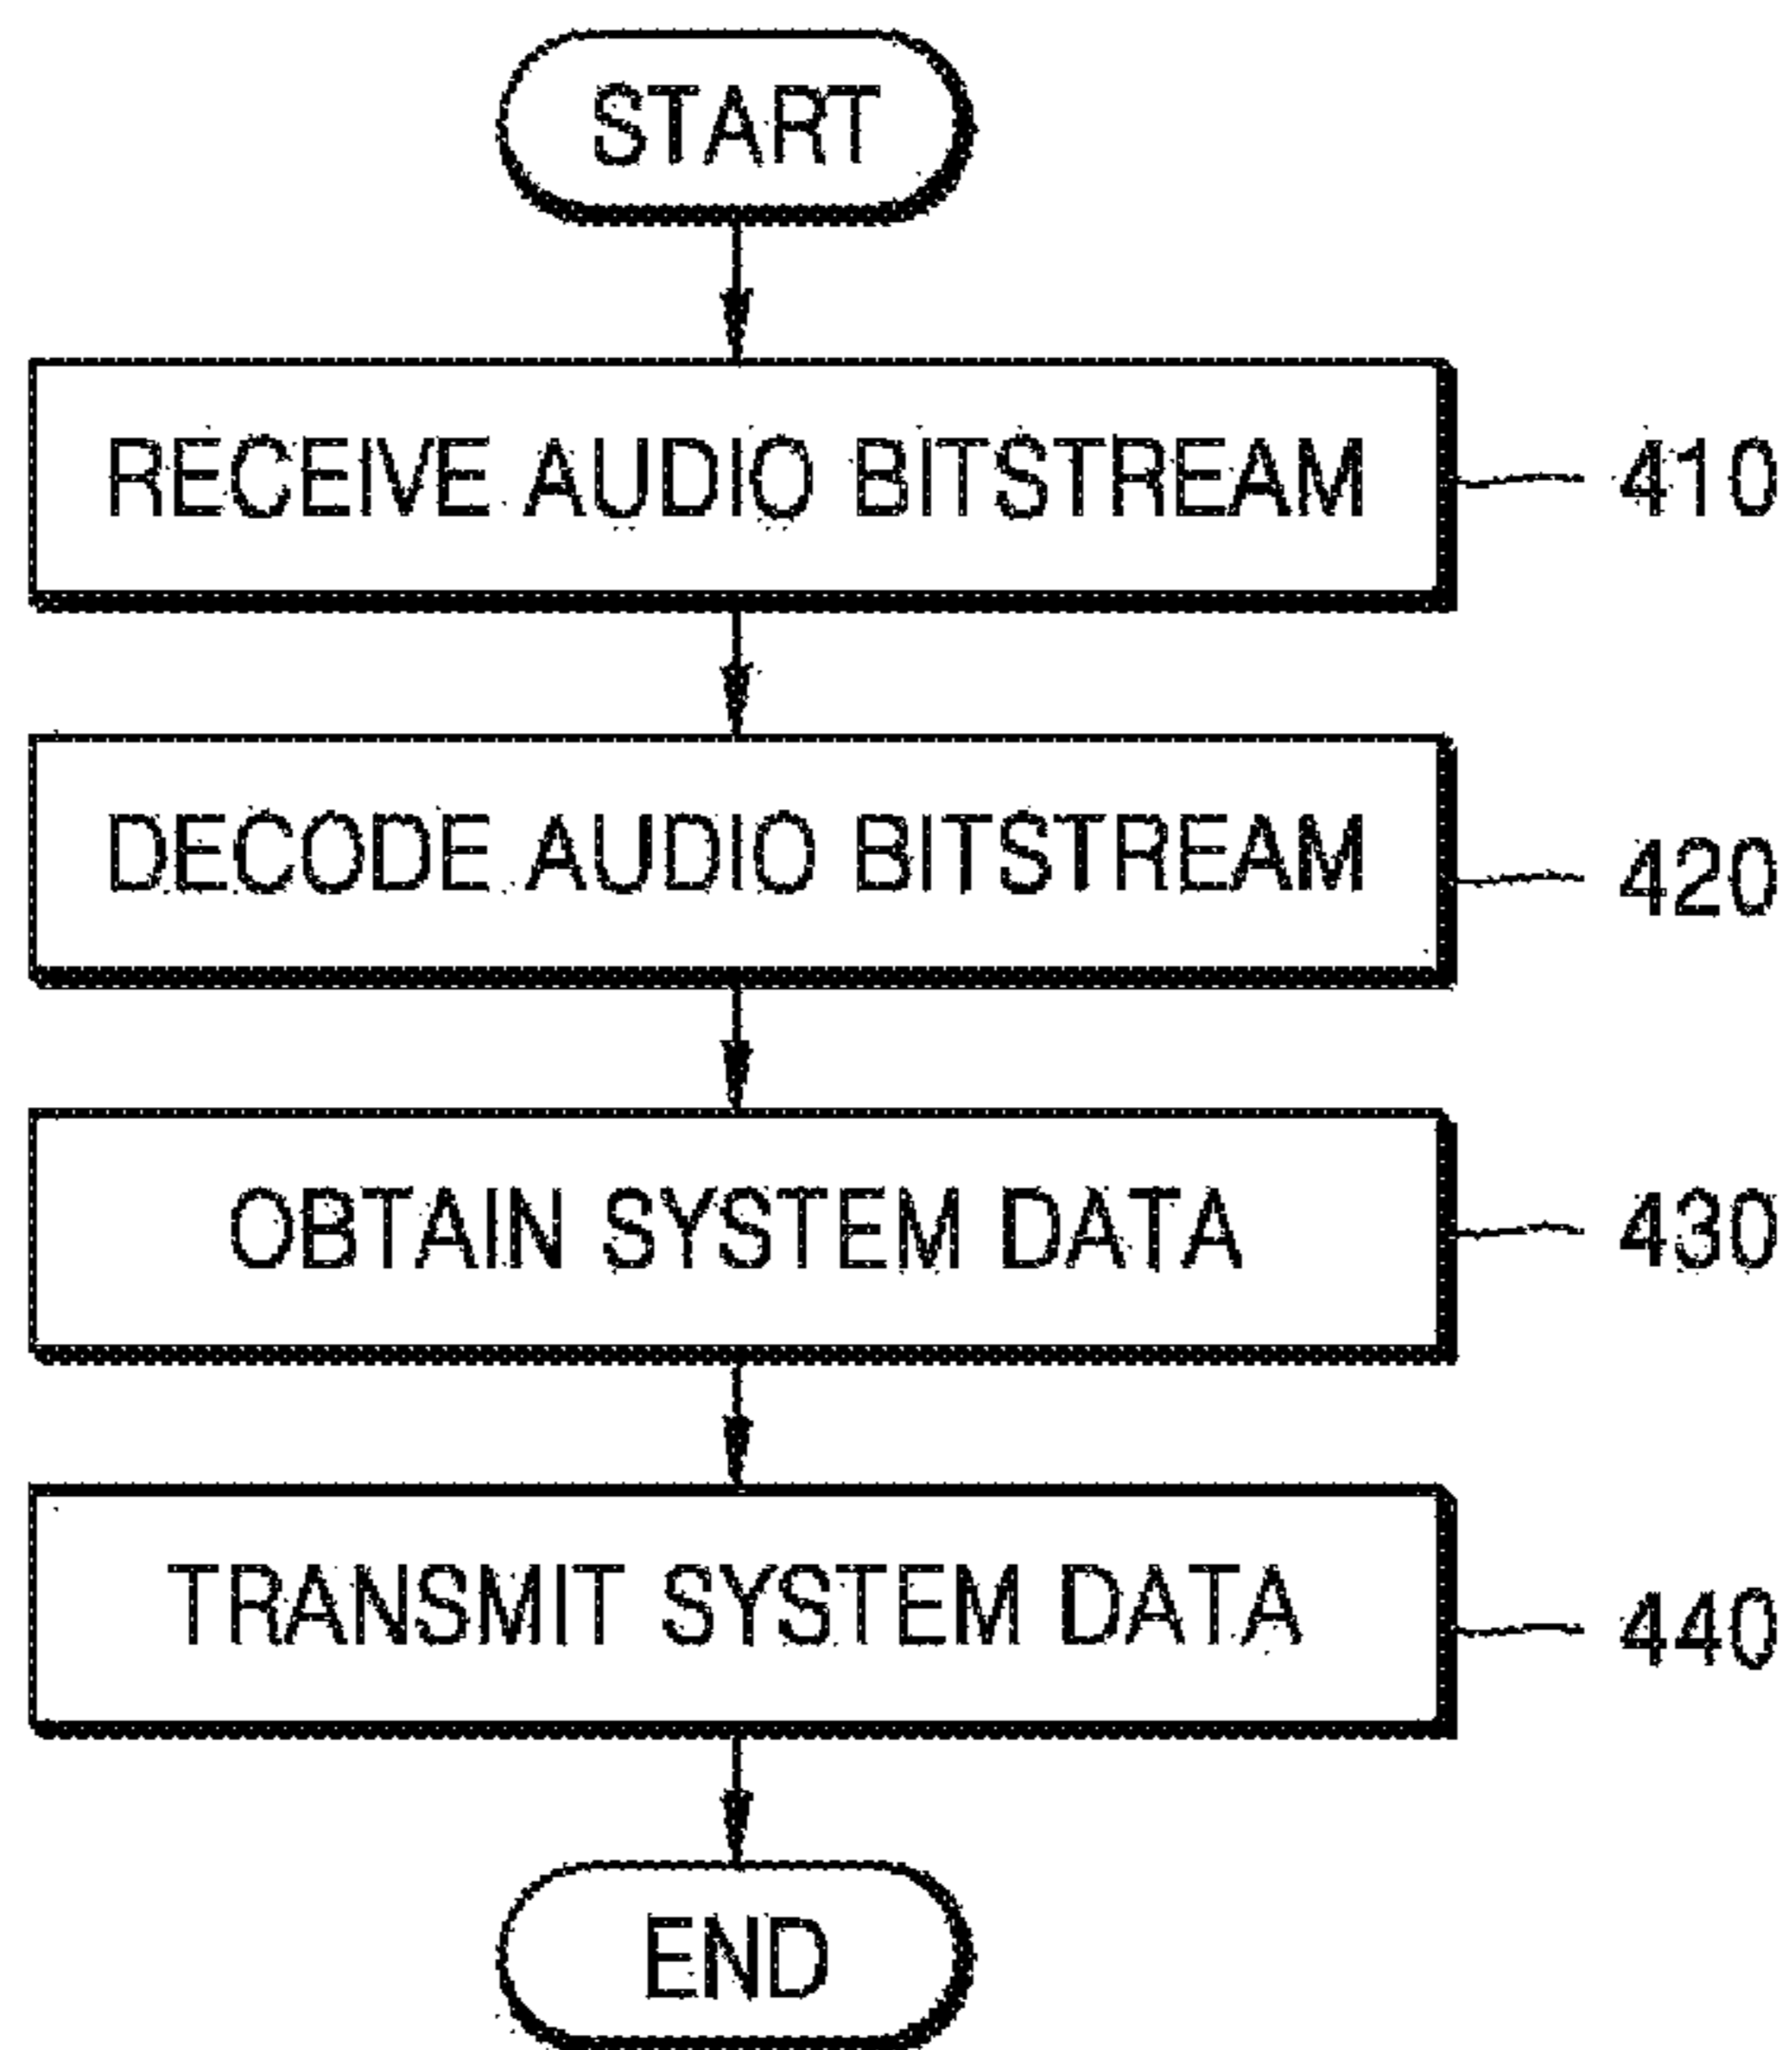 START
RECEIVE AUDIO BITSTREAM
410
DECODE AUDIO BITSTREAM
420
OBTAIN SYSTEM DATA
430
TRANSMIT SYSTEM DATA
440
END